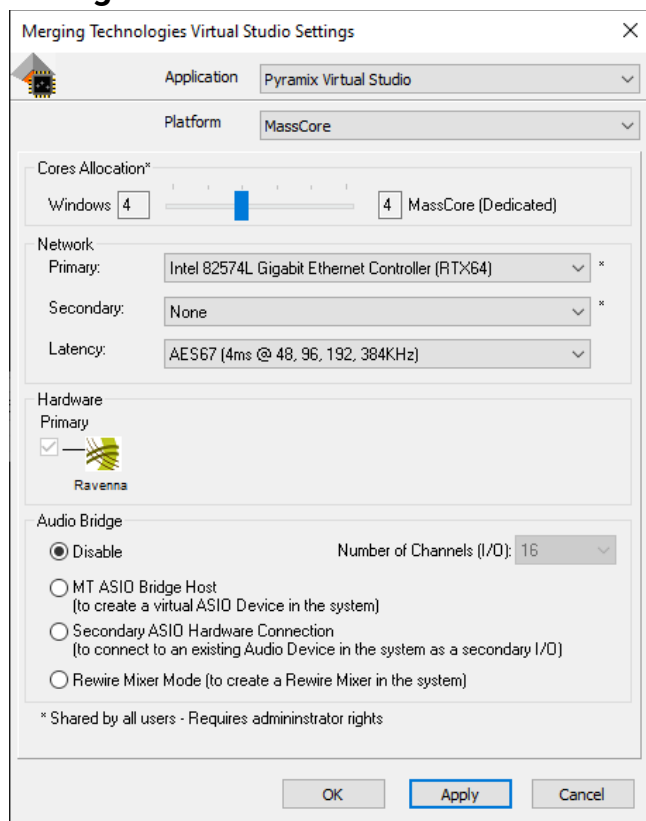 Merging Technologies Virtual Studio Settings
Application Pyramix Virtual Studio
Platform MassCore
Cores Allocation*
Windows 4 4 MassCore (Dedicated)
Network
Primary: Intel 82574L Gigabit Ethernet Controller (RTX64) *
Secondary: None *
Latency: AES67 (4ms @ 48, 96, 192, 384KHz)
Hardware
Primary
Ravenna
Audio Bridge
Disable Number of Channels (I/O): 16
MT ASIO Bridge Host
(to create a virtual ASIO Device in the system)
Secondary ASIO Hardware Connection
(to connect to an existing Audio Device in the system as a secondary I/O)
Rewire Mixer Mode (to create a Rewire Mixer in the system)
* Shared by all users - Requires admininstrator rights
OK Apply Cancel